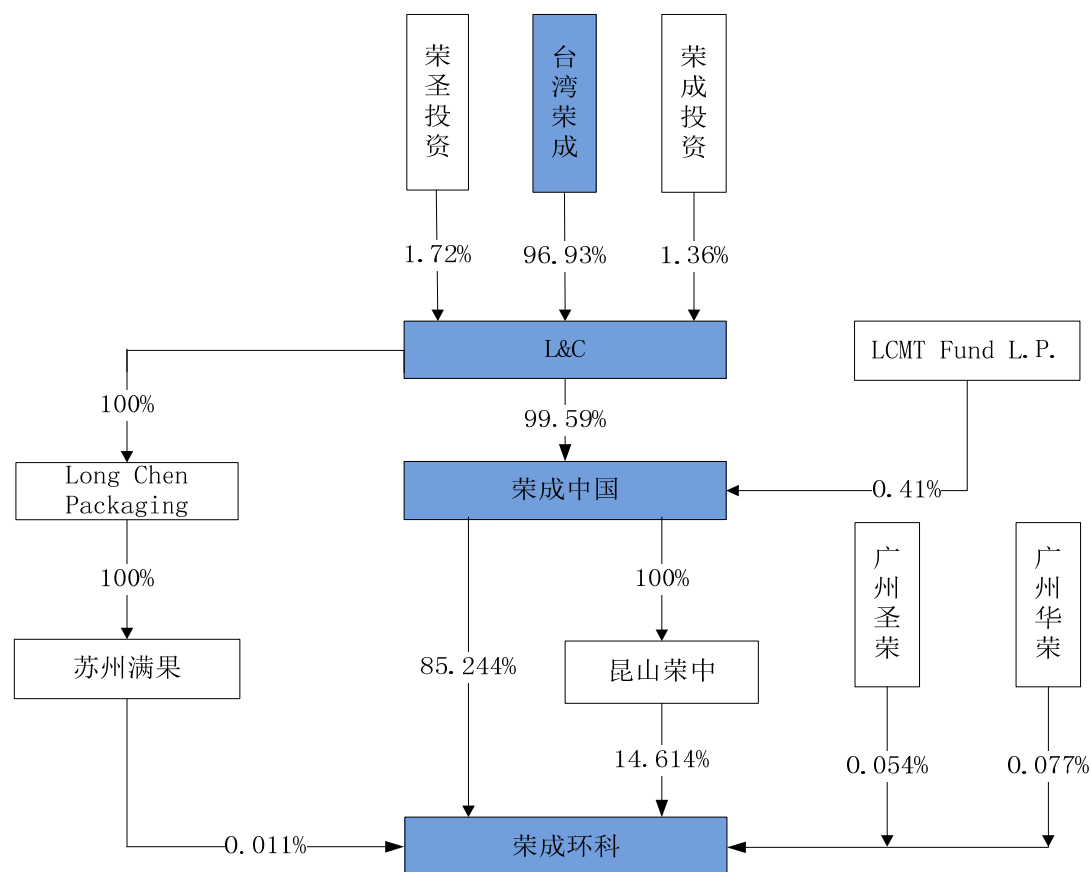 荣圣投资
台湾荣成
荣成投资
1.72%
96.93%
1.36%
L&C
LCMT Fund L.P.
100%
99.59%
Long Chen
Packaging
荣成中国
0.41%
100%
100%
广州圣荣
广州华荣
苏州满果
85.244%
昆山荣中
14.614%
0.054%
0.077%
0.011%
荣成环科